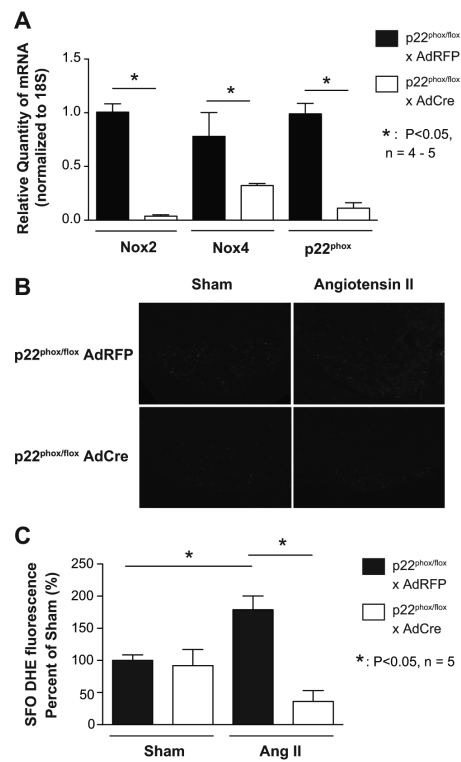 A
Relative Quantity of mRNA
(normalized to 18S)
1.5
1.0
0.5
0.0
*
*
*
Nox2
Nox4
p22phox
p22phox/flox
x AdRFP
p22phox/flox
x AdCre
* : P<0.05,
n = 4 - 5
B
Sham
Angiotensin II
p22phox/flox AdRFP
p22phox/flox AdCre
C
SFO DHE fluorescence
Percent of Sham (%)
250
200
150
100
50
0
*
*
Sham
Ang II
p22phox/flox
x AdRFP
p22phox/flox
x AdCre
* : P<0.05, n = 5